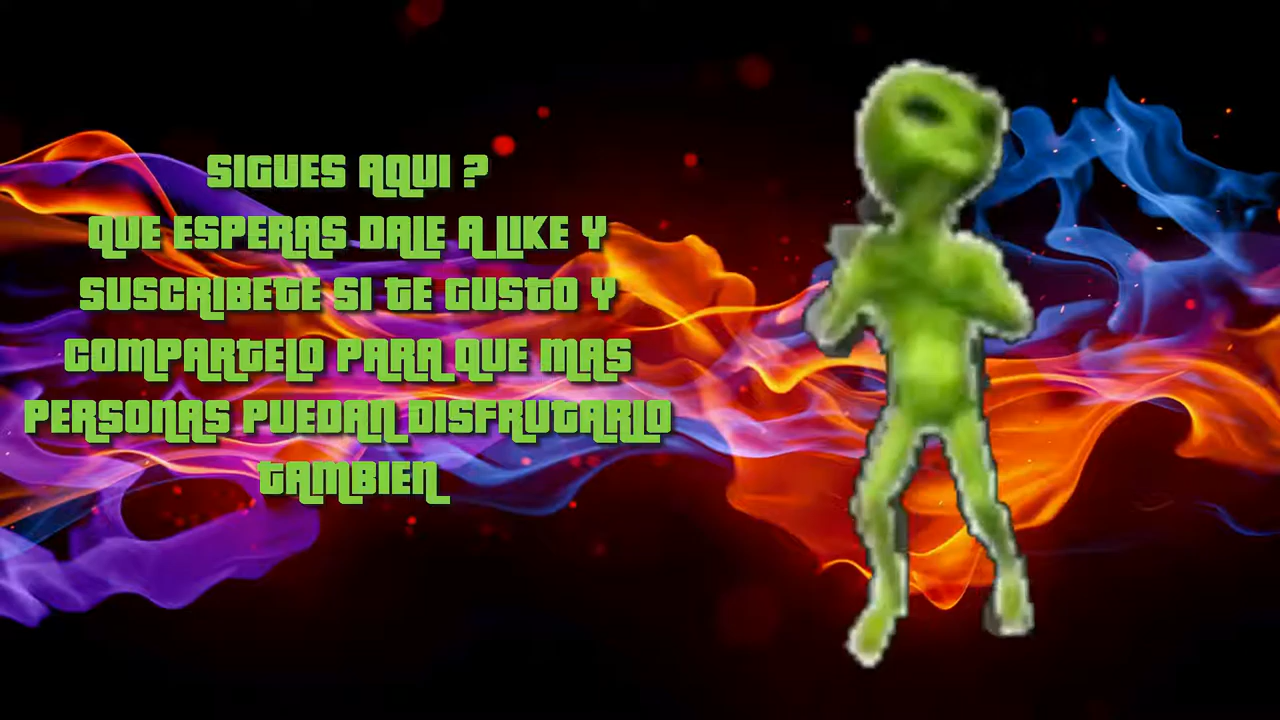 SIGUES AQUI ?
QUE ESPERAS DALE A LIKE Y
SUSCRIBETE SI TE GUSTO Y
COMPARTELO PARA QUE MAS
PERSONAS PUEDAN DISFRUTARLO
TAMBIEN